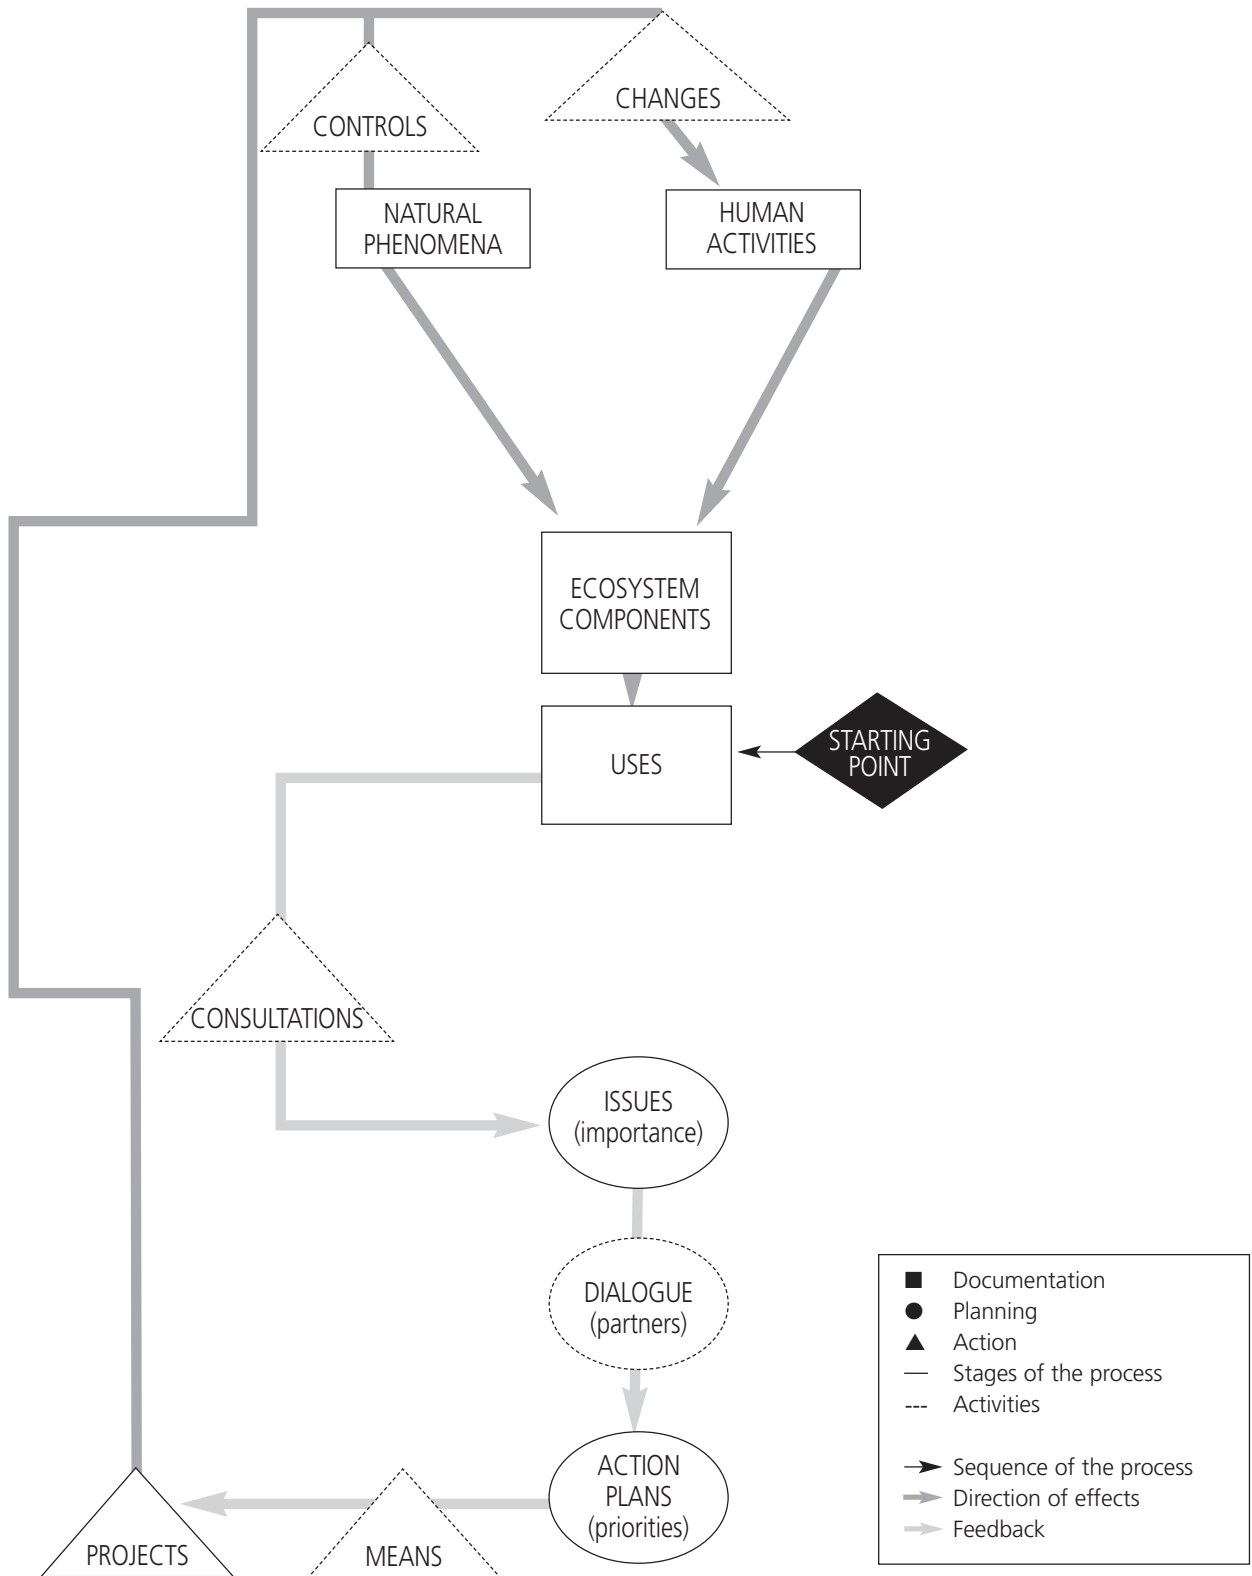 CHANGES
CONTROLS
NATURAL
PHENOMENA
HUMAN
ACTIVITIES
ECOSYSTEM
COMPONENTS
USES
STARTING
POINT
CONSULTATIONS
ISSUES
(importance)
DIALOGUE
(partners)
ACTION
PLANS
(priorities)
MEANS
PROJECTS
Documentation
Planning
Action
Stages of the process
Activities
Sequence of the process
Direction of effects
Feedback